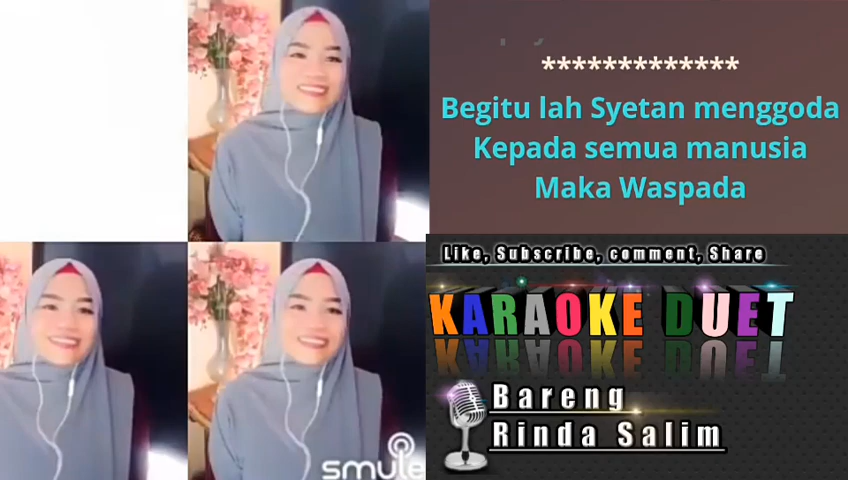 *************
Begitu lah Syetan menggoda
Kepada semua manusia
Maka Waspada
Like, Subscribe, comment, Share
KARAOKE DUET
Bareng
Rinda Salim
smule